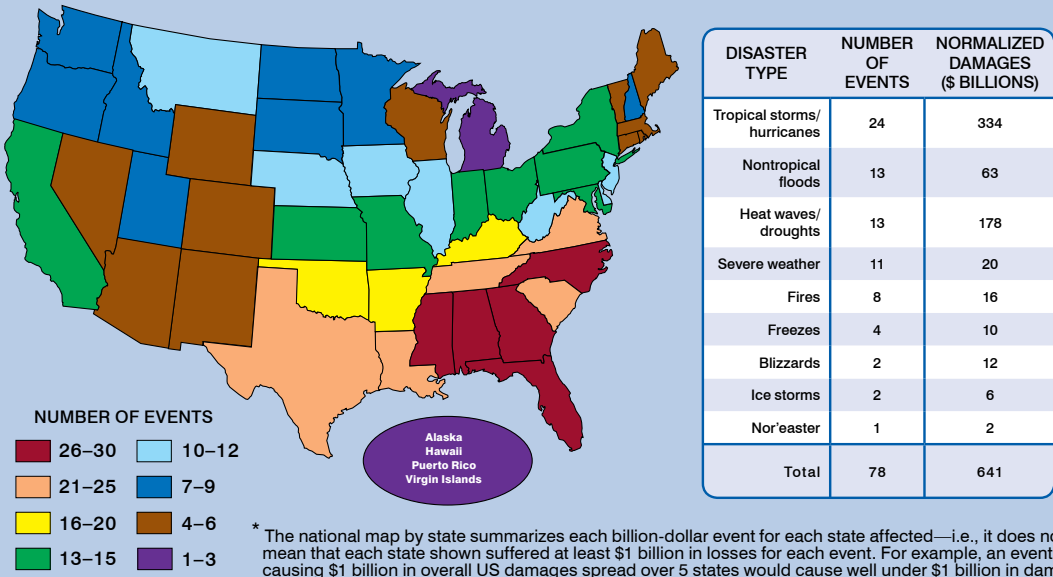 DISASTER TYPE NUMBER OF EVENTS NORMALIZED DAMAGES ($ BILLIONS)
Tropical storms/ hurricanes 24 334
Nontropical floods 13 63
Heat waves/ droughts 13 178
Severe weather 11 20
Fires 8 16
Freezes 4 10
Blizzards 2 12
Ice storms 2 6
Nor'easter 1 2
Total 78 641
NUMBER OF EVENTS
26–30 10–12
21–25 7–9
16–20 4–6
13–15 1–3
Alaska
Hawaii
Puerto Rico
Virgin Islands
* The national map by state summarizes each billion-dollar event for each state affected—i.e., it does
mean that each state shown suffered at least $1 billion in losses for each event. For example, an event
causing $1 billion in overall US damages spread over 5 states would cause well under $1 billion in